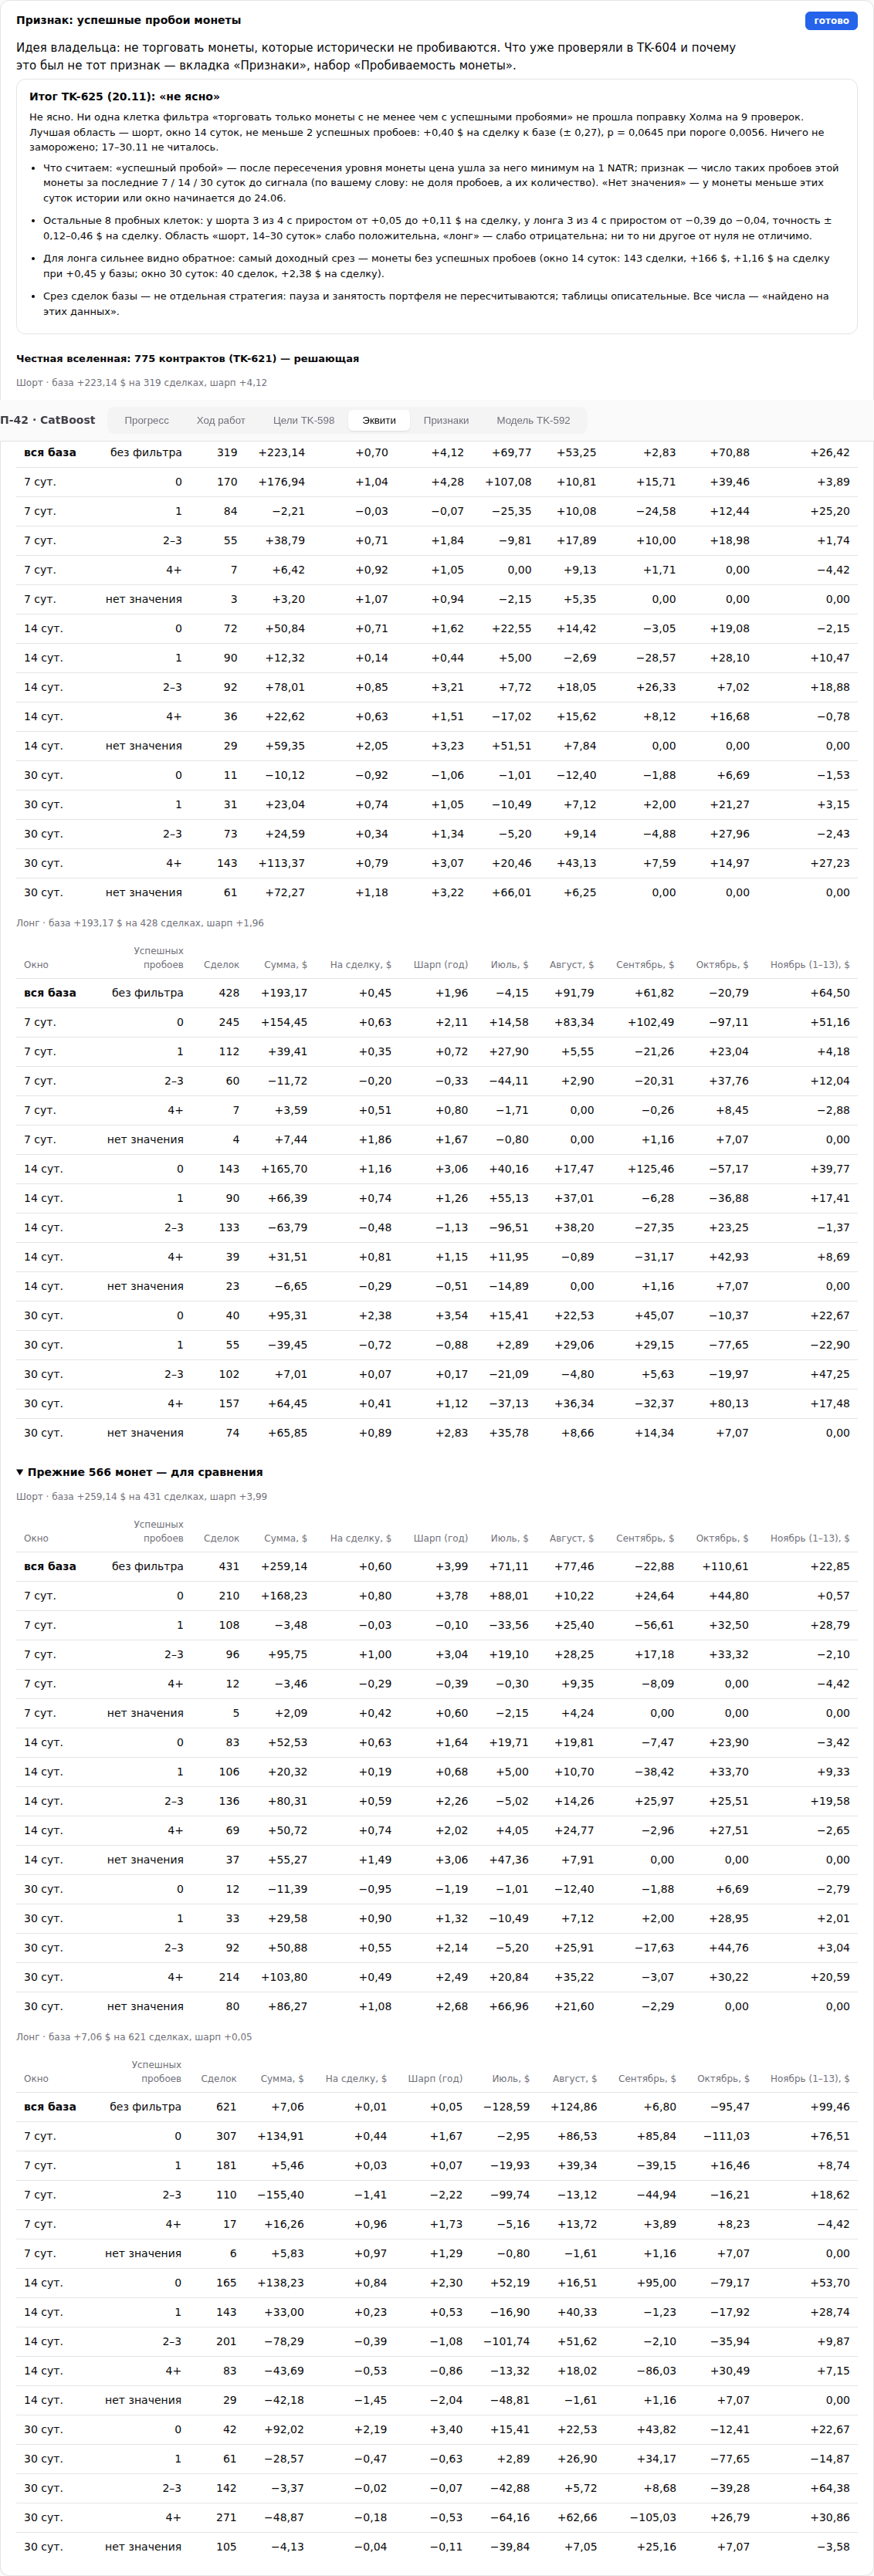 Признак: успешные пробои монеты
готово
Идея владельца: не торговать монеты, которые исторически не пробиваются. Что уже проверяли в TK-604 и почему
это был не тот признак — вкладка «Признаки», набор «Пробиваемость монеты».
Итог TK-625 (20.11): «не ясно»
Не ясно. Ни одна клетка фильтра «торговать только монеты с не менее чем с успешными пробоями» не прошла поправку Холма на 9 проверок.
Лучшая область — шорт, окно 14 суток, не меньше 2 успешных пробоев: +0,40 $ на сделку к базе (± 0,27), p = 0,0645 при пороге 0,0056. Ничего не
заморожено; 17–30.11 не читалось.
• Что считаем: «успешный пробой» — после пересечения уровня монеты цена ушла за него минимум на 1 NATR; признак — число таких пробоев этой
монеты за последние 7 / 14 / 30 суток до сигнала (по вашему слову: не доля пробоев, а их количество). «Нет значения» — у монеты меньше этих
суток истории или окно начинается до 24.06.
• Остальные 8 пробных клеток: у шорта 3 из 4 с приростом от +0,05 до +0,11 $ на сделку, у лонга 3 из 4 с приростом от −0,39 до −0,04, точность ±
0,12–0,46 $ на сделку. Область «шорт, 14–30 суток» слабо положительна, «лонг» — слабо отрицательна; ни то ни другое от нуля не отличимо.
• Для лонга сильнее видно обратное: самый доходный срез — монеты без успешных пробоев (окно 14 суток: 143 сделки, +166 $, +1,16 $ на сделку
при +0,45 у базы; окно 30 суток: 40 сделок, +2,38 $ на сделку).
• Срез сделок базы — не отдельная стратегия: пауза и занятость портфеля не пересчитываются; таблицы описательные. Все числа — «найдено на
этих данных».
Честная вселенная: 775 контрактов (TK-621) — решающая
Шорт · база +223,14 $ на 319 сделках, шарп +4,12
П-42 · CatBoost Прогресс Ход работ Цели TK-598 Эквити Признаки Модель TK-592
вся база без фильтра 319 +223,14 +0,70 +4,12 +69,77 +53,25 +2,83 +70,88 +26,42
7 сут. 0 170 +176,94 +1,04 +4,28 +107,08 +10,81 +15,71 +39,46 +3,89
7 сут. 1 84 −2,21 −0,03 −0,07 −25,35 +10,08 −24,58 +12,44 +25,20
7 сут. 2–3 55 +38,79 +0,71 +1,84 −9,81 +17,89 +10,00 +18,98 +1,74
7 сут. 4+ 7 +6,42 +0,92 +1,05 0,00 +9,13 +1,71 0,00 −4,42
7 сут. нет значения 3 +3,20 +1,07 +0,94 −2,15 +5,35 0,00 0,00 0,00
14 сут. 0 72 +50,84 +0,71 +1,62 +22,55 +14,42 −3,05 +19,08 −2,15
14 сут. 1 90 +12,32 +0,14 +0,44 +5,00 −2,69 −28,57 +28,10 +10,47
14 сут. 2–3 92 +78,01 +0,85 +3,21 +7,72 +18,05 +26,33 +7,02 +18,88
14 сут. 4+ 36 +22,62 +0,63 +1,51 −17,02 +15,62 +8,12 +16,68 −0,78
14 сут. нет значения 29 +59,35 +2,05 +3,23 +51,51 +7,84 0,00 0,00 0,00
30 сут. 0 11 −10,12 −0,92 −1,06 −1,01 −12,40 −1,88 +6,69 −1,53
30 сут. 1 31 +23,04 +0,74 +1,05 −10,49 +7,12 +2,00 +21,27 +3,15
30 сут. 2–3 73 +24,59 +0,34 +1,34 −5,20 +9,14 −4,88 +27,96 −2,43
30 сут. 4+ 143 +113,37 +0,79 +3,07 +20,46 +43,13 +7,59 +14,97 +27,23
30 сут. нет значения 61 +72,27 +1,18 +3,22 +66,01 +6,25 0,00 0,00 0,00
Лонг · база +193,17 $ на 428 сделках, шарп +1,96
Успешных
Окно пробоев Сделок Сумма, $ На сделку, $ Шарп (год) Июль, $ Август, $ Сентябрь, $ Октябрь, $ Ноябрь (1–13), $
вся база без фильтра 428 +193,17 +0,45 +1,96 −4,15 +91,79 +61,82 −20,79 +64,50
7 сут. 0 245 +154,45 +0,63 +2,11 +14,58 +83,34 +102,49 −97,11 +51,16
7 сут. 1 112 +39,41 +0,35 +0,72 +27,90 +5,55 −21,26 +23,04 +4,18
7 сут. 2–3 60 −11,72 −0,20 −0,33 −44,11 +2,90 −20,31 +37,76 +12,04
7 сут. 4+ 7 +3,59 +0,51 +0,80 −1,71 0,00 −0,26 +8,45 −2,88
7 сут. нет значения 4 +7,44 +1,86 +1,67 −0,80 0,00 +1,16 +7,07 0,00
14 сут. 0 143 +165,70 +1,16 +3,06 +40,16 +17,47 +125,46 −57,17 +39,77
14 сут. 1 90 +66,39 +0,74 +1,26 +55,13 +37,01 −6,28 −36,88 +17,41
14 сут. 2–3 133 −63,79 −0,48 −1,13 −96,51 +38,20 −27,35 +23,25 −1,37
14 сут. 4+ 39 +31,51 +0,81 +1,15 +11,95 −0,89 −31,17 +42,93 +8,69
14 сут. нет значения 23 −6,65 −0,29 −0,51 −14,89 0,00 +1,16 +7,07 0,00
30 сут. 0 40 +95,31 +2,38 +3,54 +15,41 +22,53 +45,07 −10,37 +22,67
30 сут. 1 55 −39,45 −0,72 −0,88 +2,89 +29,06 +29,15 −77,65 −22,90
30 сут. 2–3 102 +7,01 +0,07 +0,17 −21,09 −4,80 +5,63 −19,97 +47,25
30 сут. 4+ 157 +64,45 +0,41 +1,12 −37,13 +36,34 −32,37 +80,13 +17,48
30 сут. нет значения 74 +65,85 +0,89 +2,83 +35,78 +8,66 +14,34 +7,07 0,00
▼ Прежние 566 монет — для сравнения
Шорт · база +259,14 $ на 431 сделках, шарп +3,99
Успешных
Окно пробоев Сделок Сумма, $ На сделку, $ Шарп (год) Июль, $ Август, $ Сентябрь, $ Октябрь, $ Ноябрь (1–13), $
вся база без фильтра 431 +259,14 +0,60 +3,99 +71,11 +77,46 −22,88 +110,61 +22,85
7 сут. 0 210 +168,23 +0,80 +3,78 +88,01 +10,22 +24,64 +44,80 +0,57
7 сут. 1 108 −3,48 −0,03 −0,10 −33,56 +25,40 −56,61 +32,50 +28,79
7 сут. 2–3 96 +95,75 +1,00 +3,04 +19,10 +28,25 +17,18 +33,32 −2,10
7 сут. 4+ 12 −3,46 −0,29 −0,39 −0,30 +9,35 −8,09 0,00 −4,42
7 сут. нет значения 5 +2,09 +0,42 +0,60 −2,15 +4,24 0,00 0,00 0,00
14 сут. 0 83 +52,53 +0,63 +1,64 +19,71 +19,81 −7,47 +23,90 −3,42
14 сут. 1 106 +20,32 +0,19 +0,68 +5,00 +10,70 −38,42 +33,70 +9,33
14 сут. 2–3 136 +80,31 +0,59 +2,26 −5,02 +14,26 +25,97 +25,51 +19,58
14 сут. 4+ 69 +50,72 +0,74 +2,02 +4,05 +24,77 −2,96 +27,51 −2,65
14 сут. нет значения 37 +55,27 +1,49 +3,06 +47,36 +7,91 0,00 0,00 0,00
30 сут. 0 12 −11,39 −0,95 −1,19 −1,01 −12,40 −1,88 +6,69 −2,79
30 сут. 1 33 +29,58 +0,90 +1,32 −10,49 +7,12 +2,00 +28,95 +2,01
30 сут. 2–3 92 +50,88 +0,55 +2,14 −5,20 +25,91 −17,63 +44,76 +3,04
30 сут. 4+ 214 +103,80 +0,49 +2,49 +20,84 +35,22 −3,07 +30,22 +20,59
30 сут. нет значения 80 +86,27 +1,08 +2,68 +66,96 +21,60 −2,29 0,00 0,00
Лонг · база +7,06 $ на 621 сделках, шарп +0,05
Успешных
Окно пробоев Сделок Сумма, $ На сделку, $ Шарп (год) Июль, $ Август, $ Сентябрь, $ Октябрь, $ Ноябрь (1–13), $
вся база без фильтра 621 +7,06 +0,01 +0,05 −128,59 +124,86 +6,80 −95,47 +99,46
7 сут. 0 307 +134,91 +0,44 +1,67 −2,95 +86,53 +85,84 −111,03 +76,51
7 сут. 1 181 +5,46 +0,03 +0,07 −19,93 +39,34 −39,15 +16,46 +8,74
7 сут. 2–3 110 −155,40 −1,41 −2,22 −99,74 −13,12 −44,94 −16,21 +18,62
7 сут. 4+ 17 +16,26 +0,96 +1,73 −5,16 +13,72 +3,89 +8,23 −4,42
7 сут. нет значения 6 +5,83 +0,97 +1,29 −0,80 −1,61 +1,16 +7,07 0,00
14 сут. 0 165 +138,23 +0,84 +2,30 +52,19 +16,51 +95,00 −79,17 +53,70
14 сут. 1 143 +33,00 +0,23 +0,53 −16,90 +40,33 −1,23 −17,92 +28,74
14 сут. 2–3 201 −78,29 −0,39 −1,08 −101,74 +51,62 −2,10 −35,94 +9,87
14 сут. 4+ 83 −43,69 −0,53 −0,86 −13,32 +18,02 −86,03 +30,49 +7,15
14 сут. нет значения 29 −42,18 −1,45 −2,04 −48,81 −1,61 +1,16 +7,07 0,00
30 сут. 0 42 +92,02 +2,19 +3,40 +15,41 +22,53 +43,82 −12,41 +22,67
30 сут. 1 61 −28,57 −0,47 −0,63 +2,89 +26,90 +34,17 −77,65 −14,87
30 сут. 2–3 142 −3,37 −0,02 −0,07 −42,88 +5,72 +8,68 −39,28 +64,38
30 сут. 4+ 271 −48,87 −0,18 −0,53 −64,16 +62,66 −105,03 +26,79 +30,86
30 сут. нет значения 105 −4,13 −0,04 −0,11 −39,84 +7,05 +25,16 +7,07 −3,58